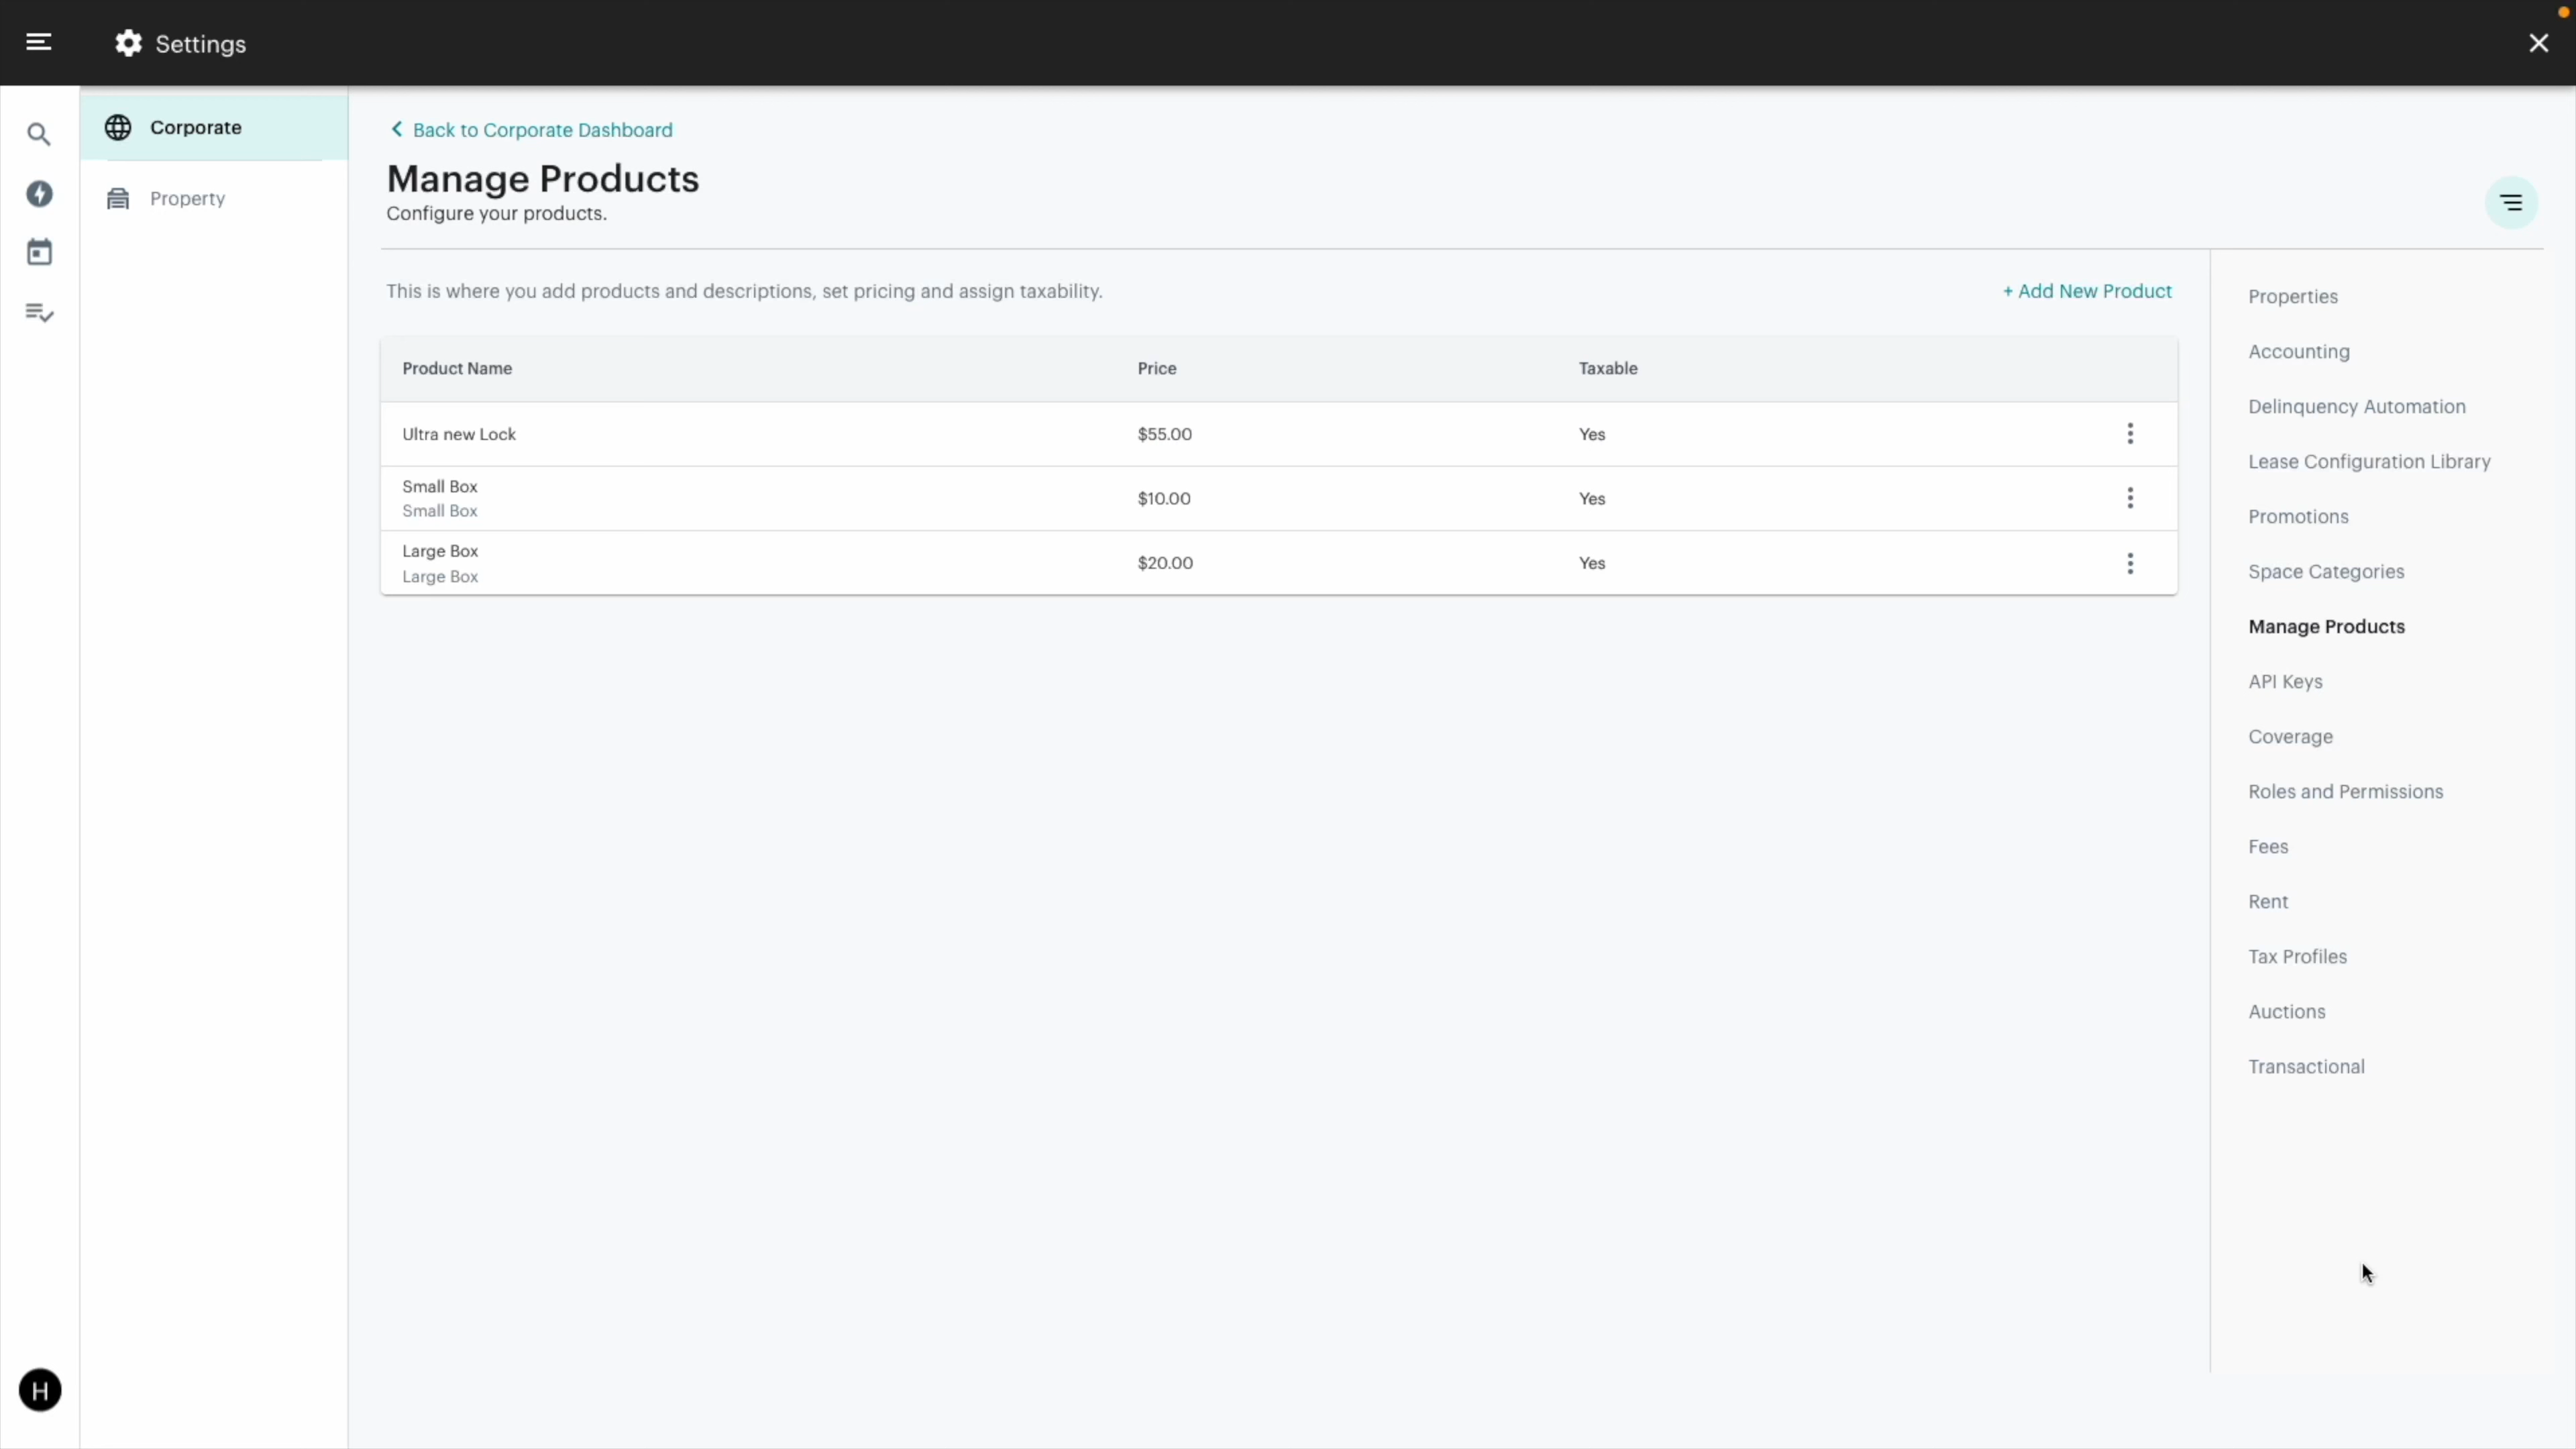 Settings
Corporate
Property
Back to Corporate Dashboard
Manage Products
Configure your products.
This is where you add products and descriptions, set pricing and assign taxability.
+ Add New Product
Product Name Price Taxable
Ultra new Lock $55.00 Yes
Small Box
Small Box
$10.00 Yes
Large Box
Large Box
$20.00 Yes
Properties
Accounting
Delinquency Automation
Lease Configuration Library
Promotions
Space Categories
Manage Products
API Keys
Coverage
Roles and Permissions
Fees
Rent
Tax Profiles
Auctions
Transactional
H